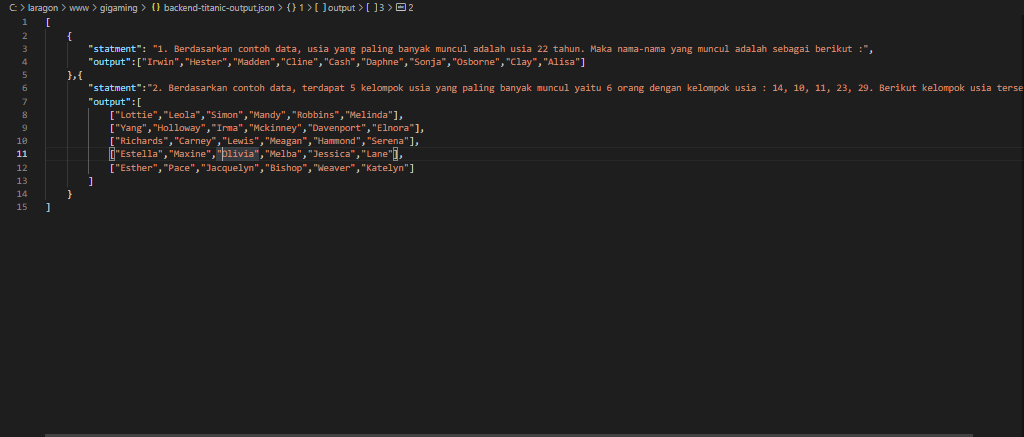 C: > laragon > www > gigaming > {} backend-titanic-output.json > {} 1 > [ ] output > [ ] 3 > 2
1 [
2 {
3 "statment": "1. Berdasarkan contoh data, usia yang paling banyak muncul adalah usia 22 tahun. Maka nama-nama yang muncul adalah sebagai berikut :",
4 "output":["Irwin","Hester","Madden","Cline","Cash","Daphne","Sonja","Osborne","Clay","Alisa"]
5 },{
6 "statment":"2. Berdasarkan contoh data, terdapat 5 kelompok usia yang paling banyak muncul yaitu 6 orang dengan kelompok usia : 14, 10, 11, 23, 29. Berikut kelompok usia terse
7 "output":[
8 ["Lottie","Leola","Simon","Mandy","Robbins","Melinda"],
9 ["Yang","Holloway","Irma","Mckinney","Davenport","Elnora"],
10 ["Richards","Carney","Lewis","Meagan","Hammond","Serena"],
11 ["Estella","Maxine","Olivia","Melba","Jessica","Lane"],
12 ["Esther","Pace","Jacquelyn","Bishop","Weaver","Katelyn"]
13 ]
14 }
15 ]